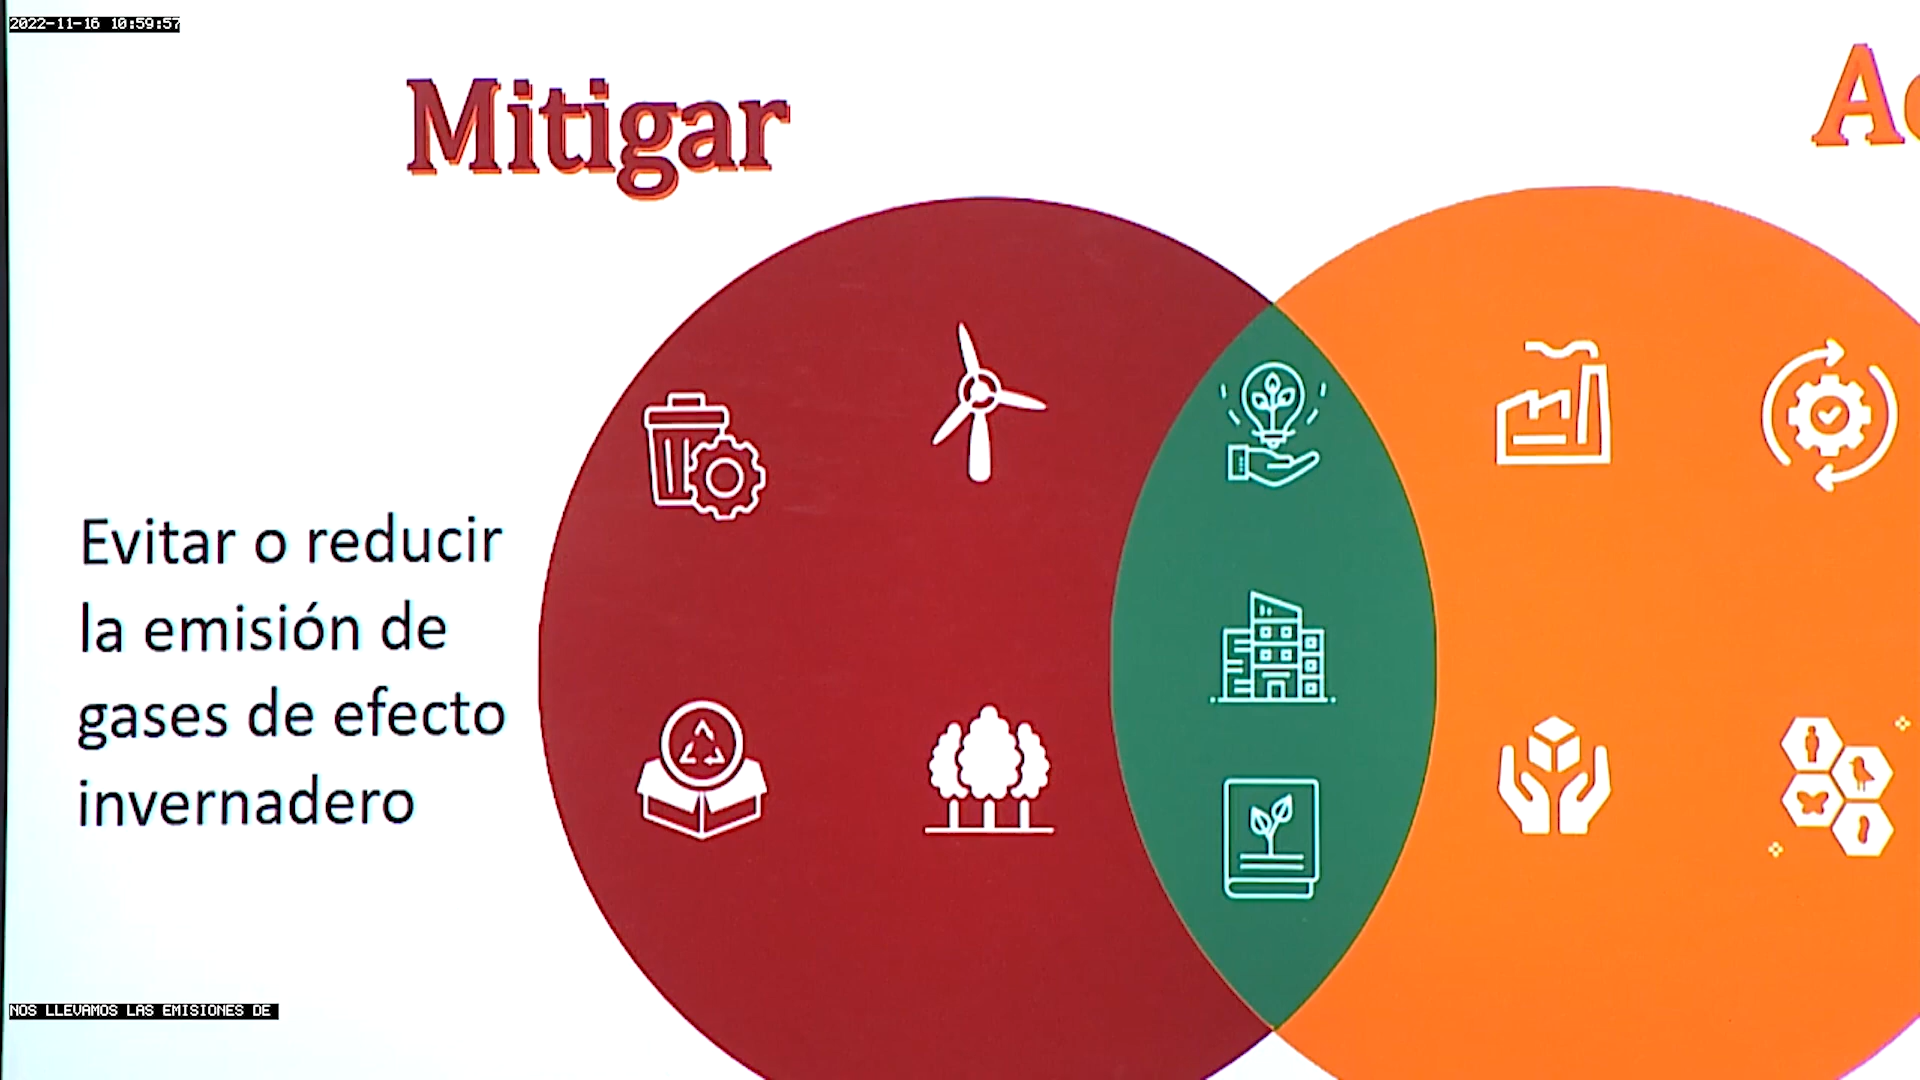 2022-11-16 10:59:57
Mitigar
Evitar o reducir
la emisión de
gases de efecto
invernadero
NOS LLEVAMOS LAS EMISIONES DE